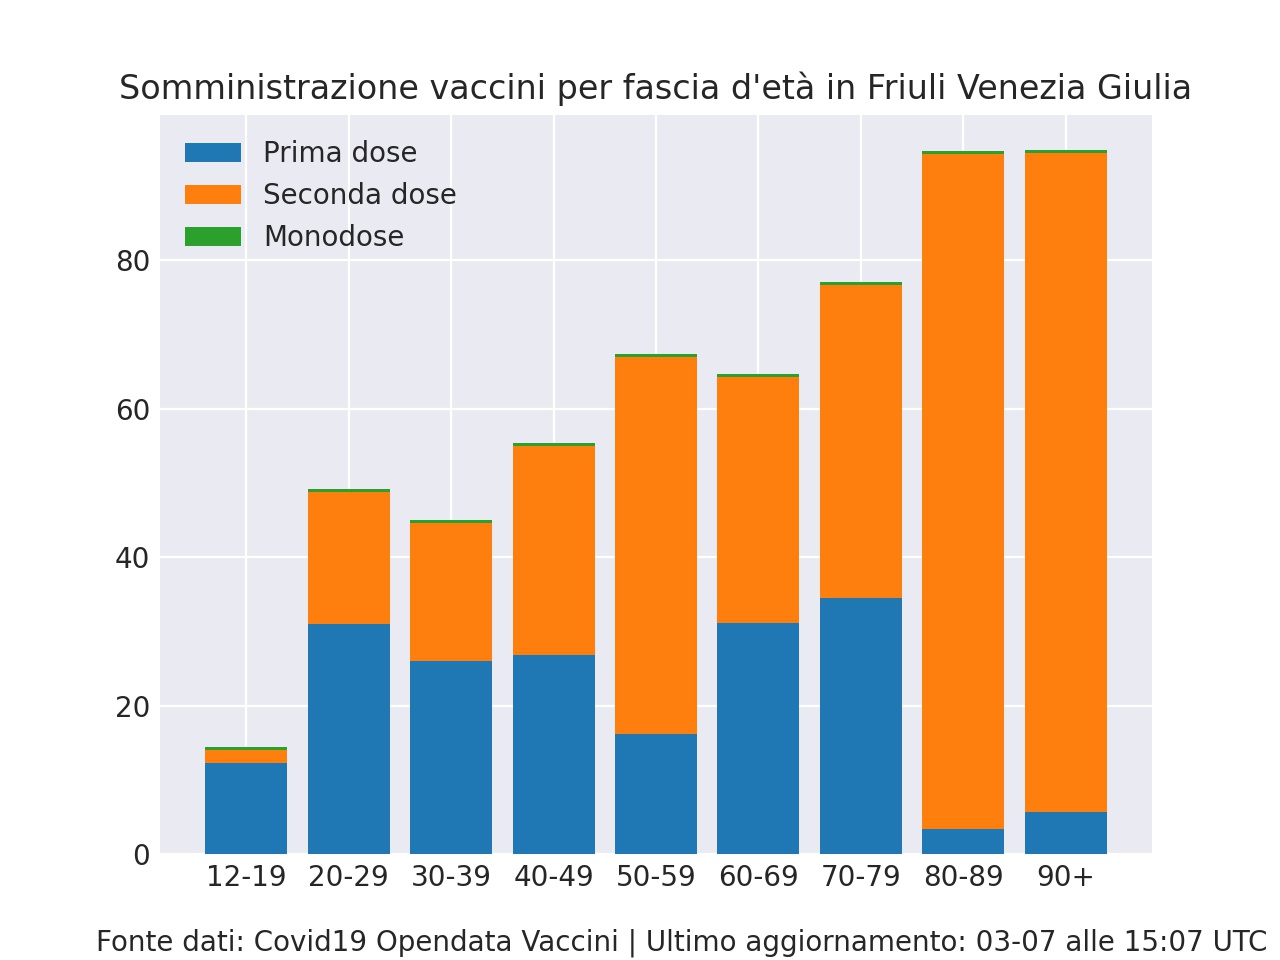 Somministrazione vaccini per fascia d'età in Friuli Venezia Giulia
Prima dose
Seconda dose
Monodose
80
60
40
20
0
12-19 20-29 30-39 40-49 50-59 60-69 70-79 80-89 90+
Fonte dati: Covid19 Opendata Vaccini | Ultimo aggiornamento: 03-07 alle 15:07 UTC